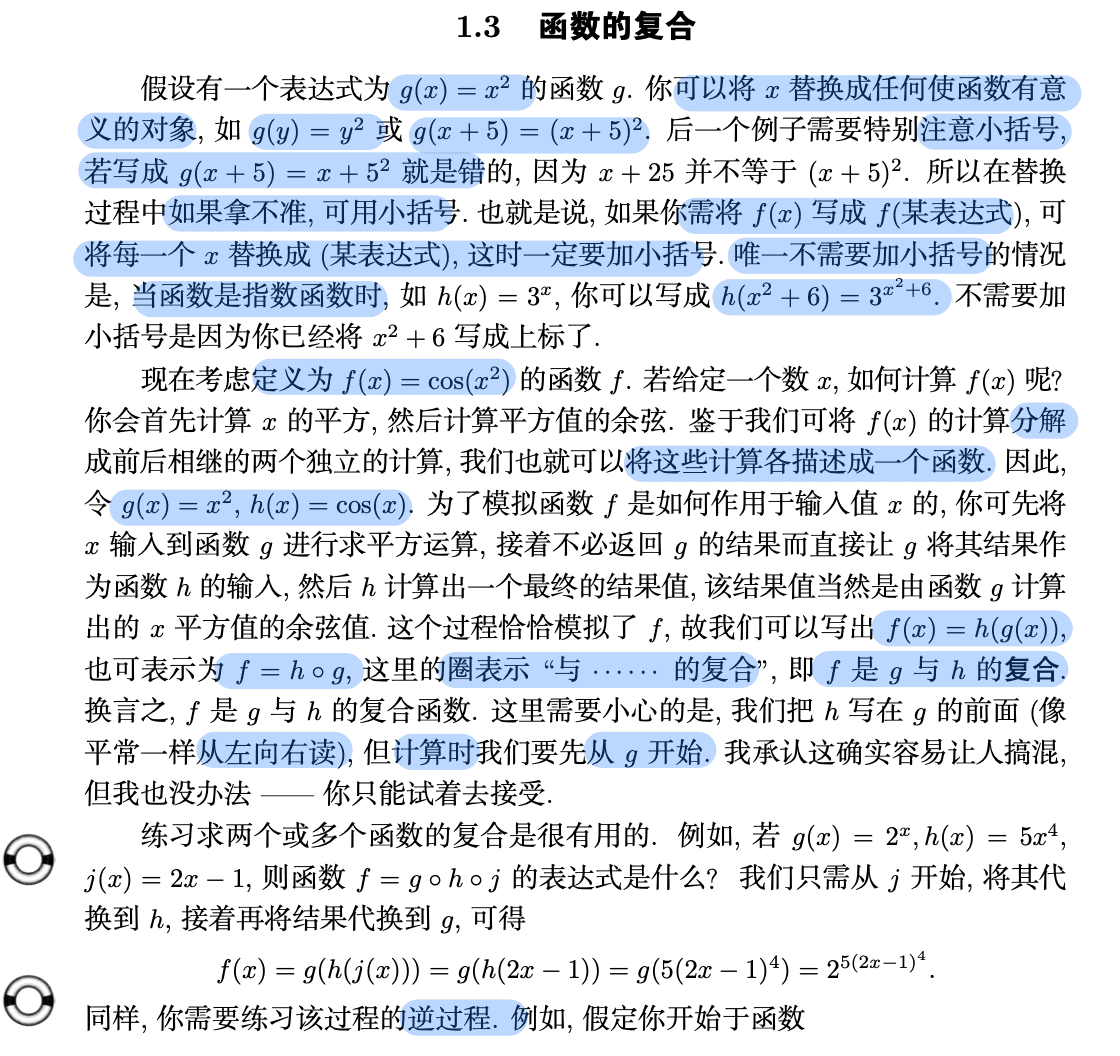 1.3 函数的复合
假设有一个表达式为 g(x) = x² 的函数 g. 你可以将 x 替换成任何使函数有意
义的对象, 如 g(y) = y² 或 g(x + 5) = (x + 5)². 后一个例子需要特别注意小括号,
若写成 g(x + 5) = x + 5² 就是错的, 因为 x + 25 并不等于 (x + 5)². 所以在替换
过程中如果拿不准, 可用小括号. 也就是说, 如果你需将 f(x) 写成 f(某表达式), 可
将每一个 x 替换成 (某表达式), 这时一定要加小括号. 唯一不需要加小括号的情况
是, 当函数是指数函数时, 如 h(x) = 3ˣ, 你可以写成 h(x² + 6) = 3^{x²+6}. 不需要加
小括号是因为你已经将 x² + 6 写成上标了.
现在考虑定义为 f(x) = cos(x²) 的函数 f. 若给定一个数 x, 如何计算 f(x) 呢?
你会首先计算 x 的平方, 然后计算平方值的余弦. 鉴于我们可将 f(x) 的计算分解
成前后相继的两个独立的计算, 我们也就可以将这些计算各描述成一个函数. 因此,
令 g(x) = x², h(x) = cos(x). 为了模拟函数 f 是如何作用于输入值 x 的, 你可先将
x 输入到函数 g 进行求平方运算, 接着不必返回 g 的结果而直接让 g 将其结果作
为函数 h 的输入, 然后 h 计算出一个最终的结果值, 该结果值当然是由函数 g 计算
出的 x 平方值的余弦值. 这个过程恰恰模拟了 f, 故我们可以写出 f(x) = h(g(x)),
也可表示为 f = h ∘ g, 这里的圈表示 “与 ······ 的复合”, 即 f 是 g 与 h 的复合.
换言之, f 是 g 与 h 的复合函数. 这里需要小心的是, 我们把 h 写在 g 的前面 (像
平常一样从左向右读), 但计算时我们要先从 g 开始. 我承认这确实容易让人搞混,
但我也没办法 —— 你只能试着去接受.
练习求两个或多个函数的复合是很有用的. 例如, 若 g(x) = 2ˣ, h(x) = 5x⁴,
j(x) = 2x − 1, 则函数 f = g ∘ h ∘ j 的表达式是什么? 我们只需从 j 开始, 将其代
换到 h, 接着再将结果代换到 g, 可得
f(x) = g(h(j(x))) = g(h(2x − 1)) = g(5(2x − 1)⁴) = 2^{5(2x−1)⁴}.
同样, 你需要练习该过程的逆过程. 例如, 假定你开始于函数